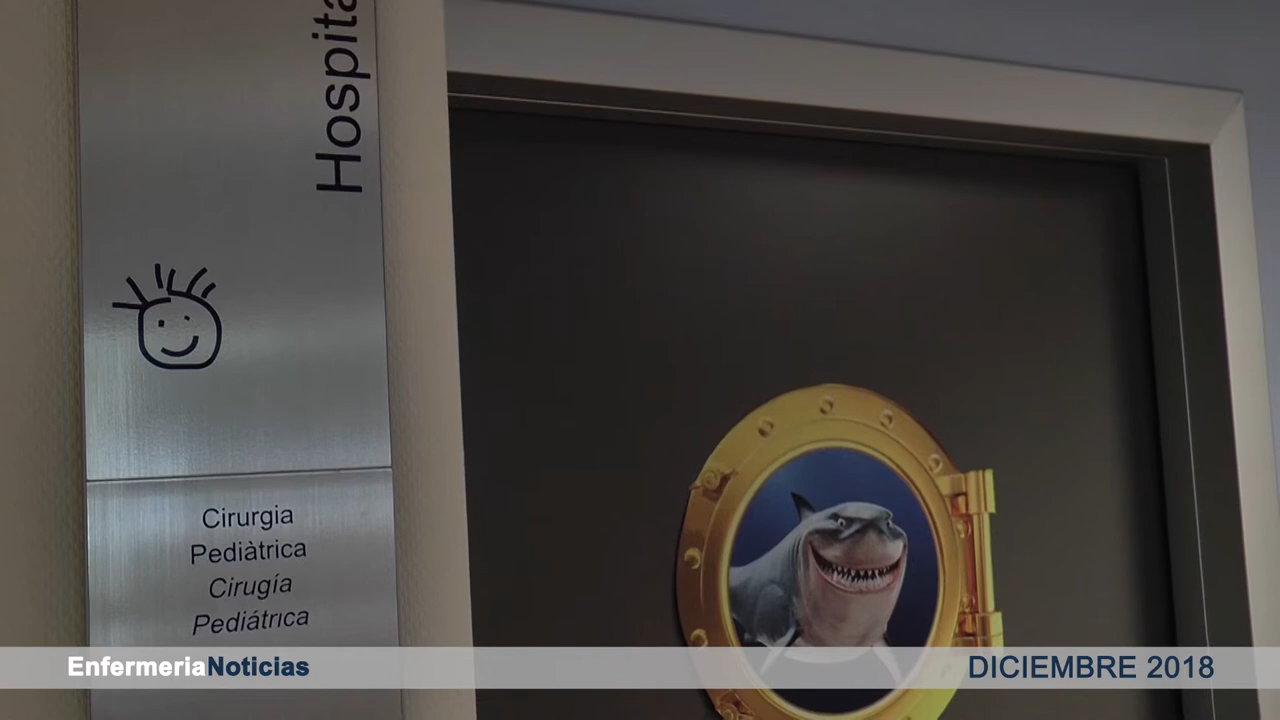 Hospita
Cirurgia
Pediàtrica
Cirugía
Pediátrica
EnfermeriaNoticias
DICIEMBRE 2018